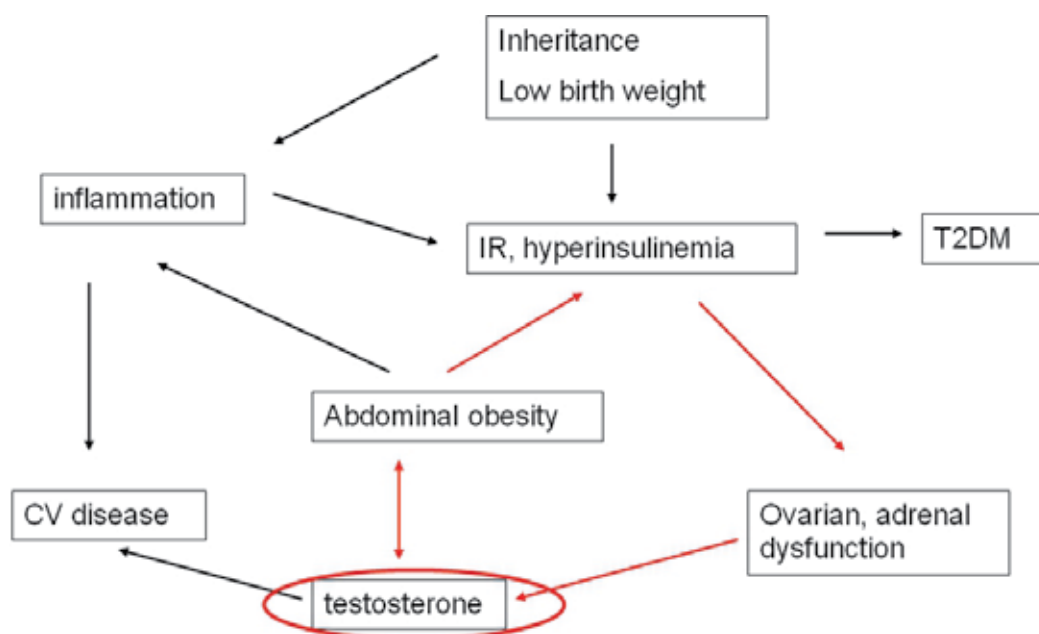 Inheritance
Low birth weight
inflammation
IR, hyperinsulinemia
T2DM
Abdominal obesity
CV disease
Ovarian, adrenal
dysfunction
testosterone